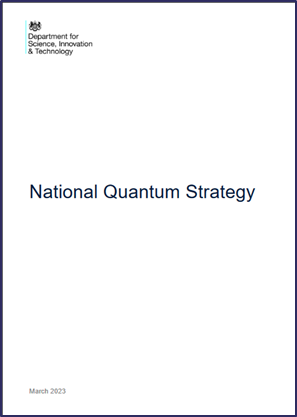 Department for
Science, Innovation
& Technology
National Quantum Strategy
March 2023